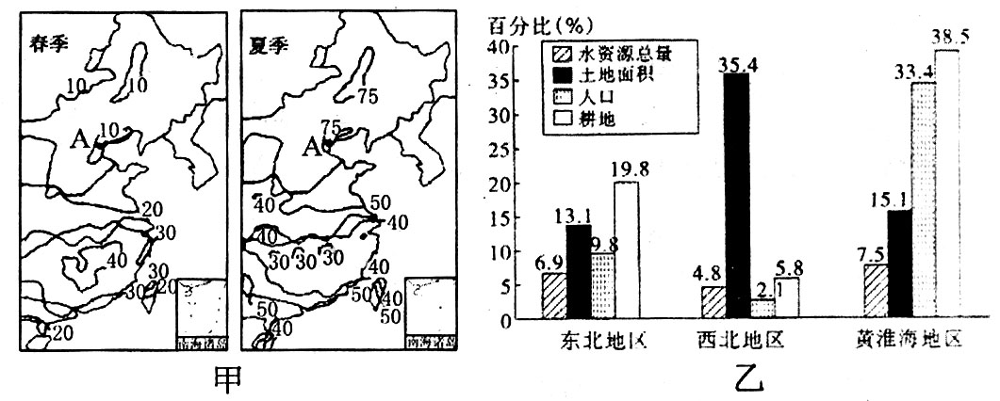 春季
10
10
A
10
20
30
40
30
30
20
20
南海诸岛
夏季
75
75
A
40
50
40
40
30
30
30
40
50
40
50
50
40
南海诸岛
甲
百分比(%)
40
35
30
25
20
15
10
5
0
水资源总量
土地面积
人口
耕地
6.9
13.1
9.8
19.8
4.8
35.4
2.1
5.8
7.5
15.1
33.4
38.5
东北地区
西北地区
黄淮海地区
乙